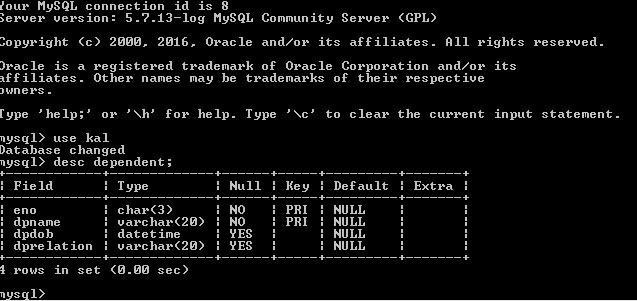 Your MySQL connection id is 8
Server version: 5.7.13-log MySQL Community Server (GPL)
Copyright (c) 2000, 2016, Oracle and/or its affiliates. All rights reserved.
Oracle is a registered trademark of Oracle Corporation and/or its
affiliates. Other names may be trademarks of their respective
owners.
Type 'help;' or '\h' for help. Type '\c' to clear the current input statement.
mysql> use kal
Database changed
mysql> desc dependent;
+------------+-------------+------+-----+---------+-------+
| Field      | Type        | Null | Key | Default | Extra |
+------------+-------------+------+-----+---------+-------+
| eno        | char(3)     | NO   | PRI | NULL    |       |
| dpname     | varchar(20) | NO   | PRI | NULL    |       |
| dpdob      | datetime    | YES  |     | NULL    |       |
| dprelation | varchar(20) | YES  |     | NULL    |       |
+------------+-------------+------+-----+---------+-------+
4 rows in set (0.00 sec)
mysql>